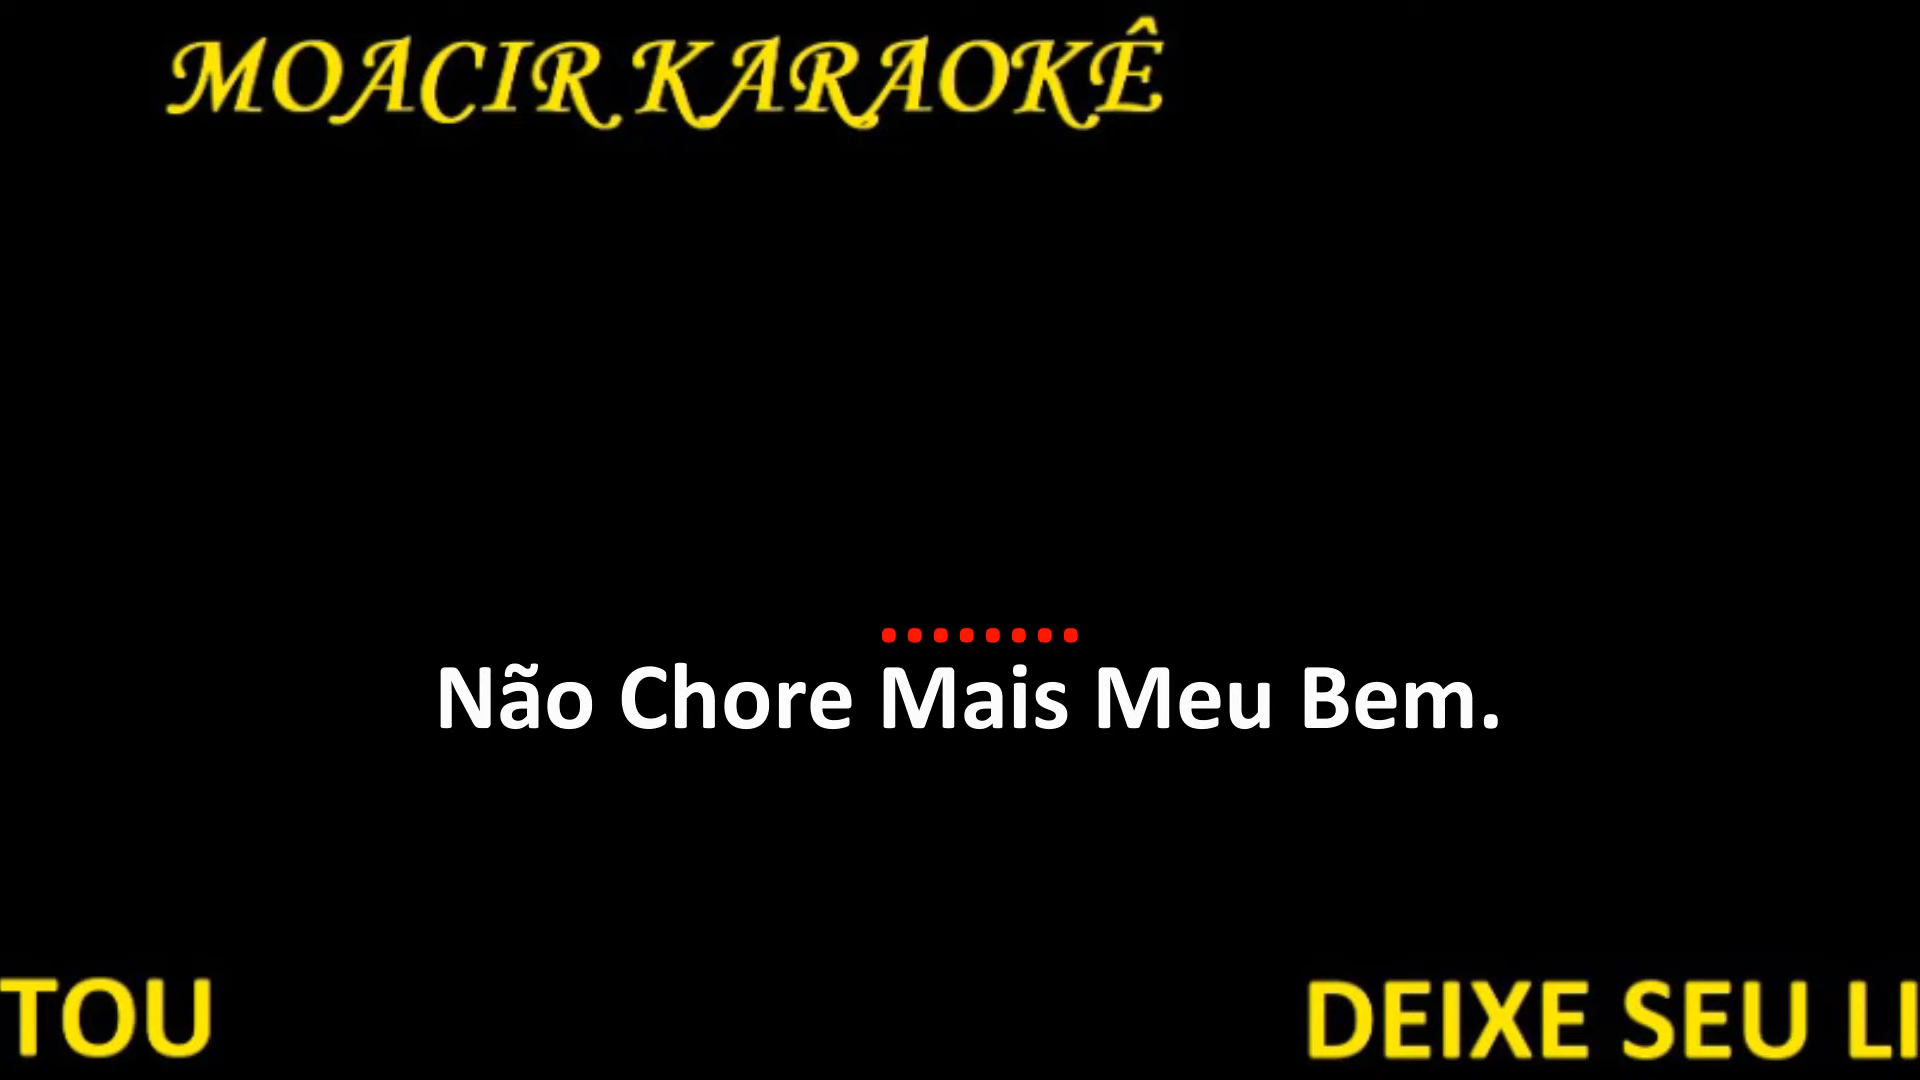 MOACIR KARAOKÊ
........
Não Chore Mais Meu Bem.
TOU DEIXE SEU LI